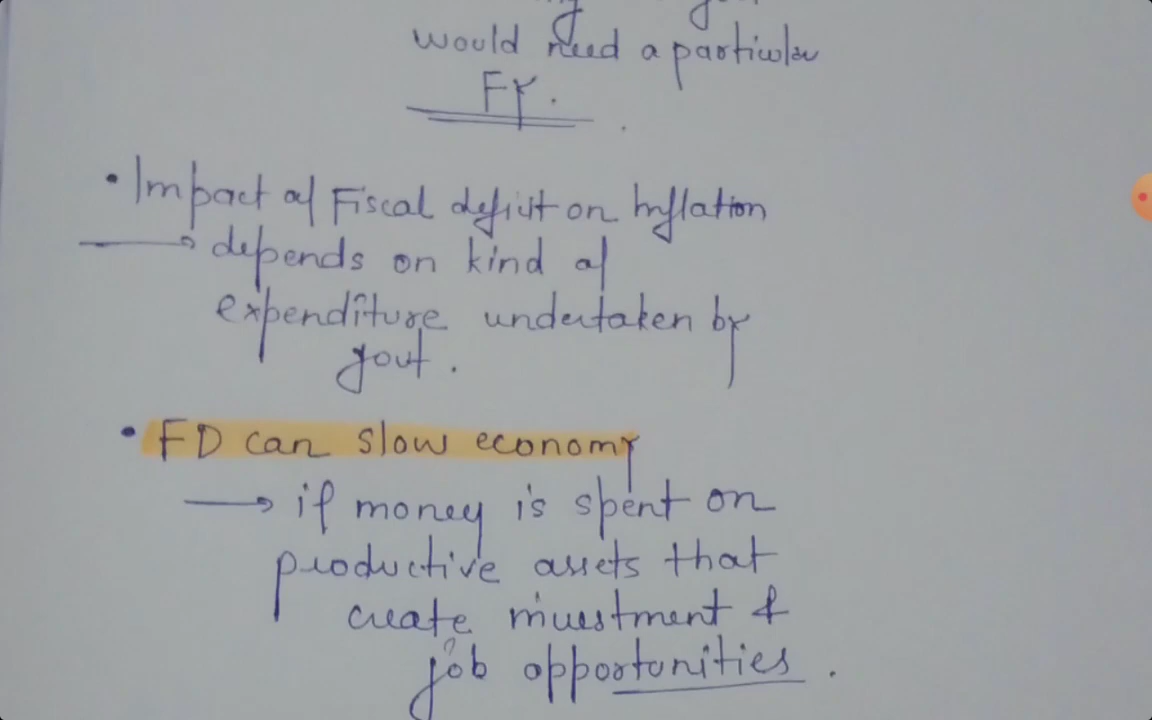 would need a particular
FY.
• Impact of Fiscal deficit on Inflation
→ depends on kind of
expenditure undertaken by
govt.
• FD can slow economy
→ if money is spent on
productive assets that
create investment &
job opportunities.